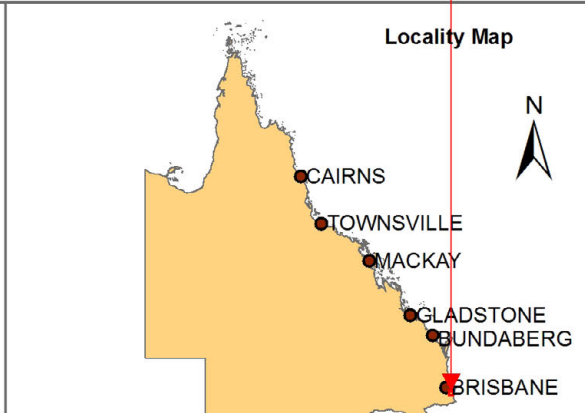 Locality Map
N
CAIRNS
TOWNSVILLE
MACKAY
GLADSTONE
BUNDABERG
BRISBANE